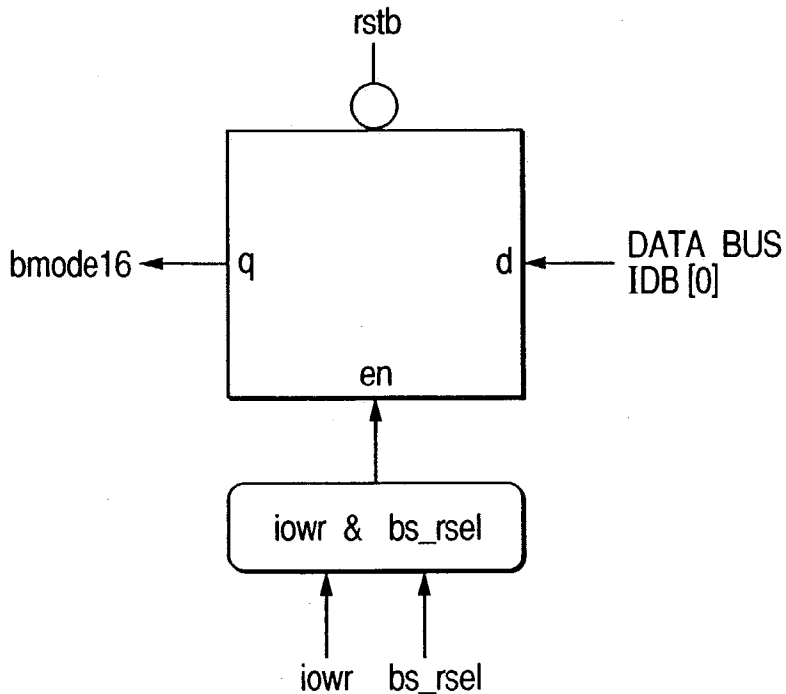 rstb
bmode16
q
d
DATA BUS
IDB [0]
en
iowr & bs_rsel
iowr
bs_rsel